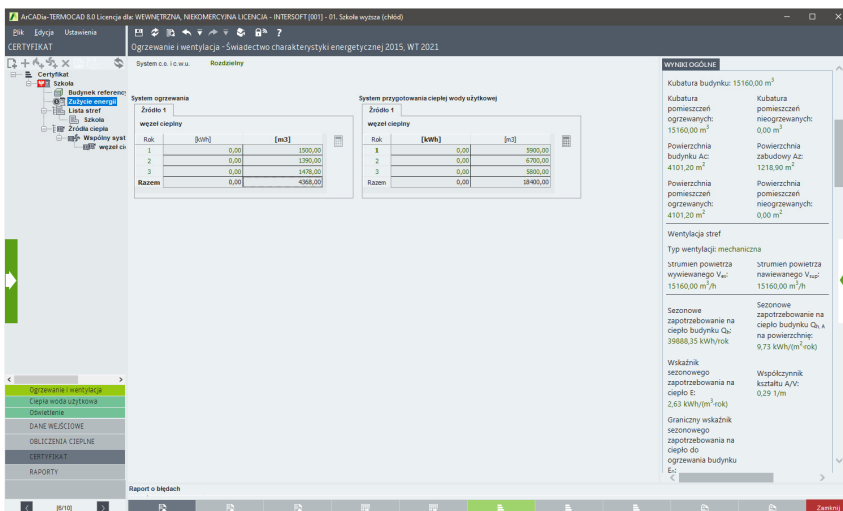 ArCADia-TERMOCAD 8.0 Licencja dla: WEWNĘTRZNA, NIEKOMERCYJNA LICENCJA - INTERSOFT [001] - 01. Szkoła wyższa (chłód)
Plik Edycja Ustawienia
CERTYFIKAT
Ogrzewanie i wentylacja - Świadectwo charakterystyki energetycznej 2015, WT 2021
Certyfikat
Szkoła
Budynek referenc
Zużycie energii
Lista stref
Szkoła
Źródła ciepła
Wspólny syst
węzeł ci
System c.o. i c.w.u. Rozdzielny
System ogrzewania
Źródło 1
węzeł cieplny
Rok [kWh] [m3]
1 0,00 1500,00
2 0,00 1390,00
3 0,00 1478,00
Razem 0,00 4368,00
System przygotowania ciepłej wody użytkowej
Źródło 1
węzeł cieplny
Rok [kWh] [m3]
1 0,00 5900,00
2 0,00 6700,00
3 0,00 5800,00
Razem 0,00 18400,00
WYNIKI OGÓLNE
Kubatura budynku: 15160,00 m³
Kubatura pomieszczeń ogrzewanych: 15160,00 m³
Kubatura pomieszczeń nieogrzewanych: 0,00 m³
Powierzchnia budynku Ac: 4101,20 m²
Powierzchnia zabudowy Az: 1218,90 m²
Powierzchnia pomieszczeń ogrzewanych: 4101,20 m²
Powierzchnia pomieszczeń nieogrzewanych: 0,00 m²
Wentylacja stref
Typ wentylacji: mechaniczna
Strumień powietrza wywiewanego Vex: 15160,00 m³/h
Strumień powietrza nawiewanego Vsup: 15160,00 m³/h
Sezonowe zapotrzebowanie na ciepło budynku Qh: 39888,35 kWh/rok
Sezonowe zapotrzebowanie na ciepło budynku Qh, A na powierzchnię: 9,73 kWh/(m²·rok)
Wskaźnik sezonowego zapotrzebowania na ciepło E: 2,63 kWh/(m³·rok)
Współczynnik kształtu A/V: 0,29 1/m
Graniczny wskaźnik sezonowego zapotrzebowania na ciepło do ogrzewania budynku
Ogrzewanie i wentylacja
Ciepła woda użytkowa
Oświetlenie
DANE WEJŚCIOWE
OBLICZENIA CIEPLNE
CERTYFIKAT
RAPORTY
Raport o błędach
[6/10]
Zamknij